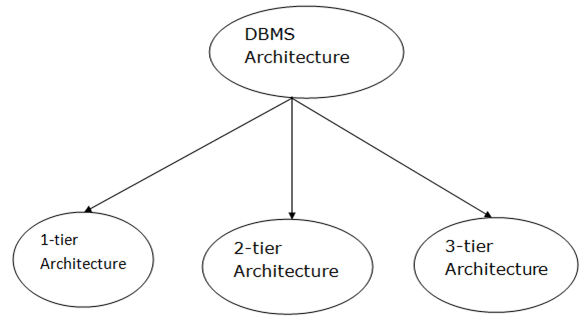 DBMS
Architecture
1-tier
Architecture
2-tier
Architecture
3-tier
Architecture